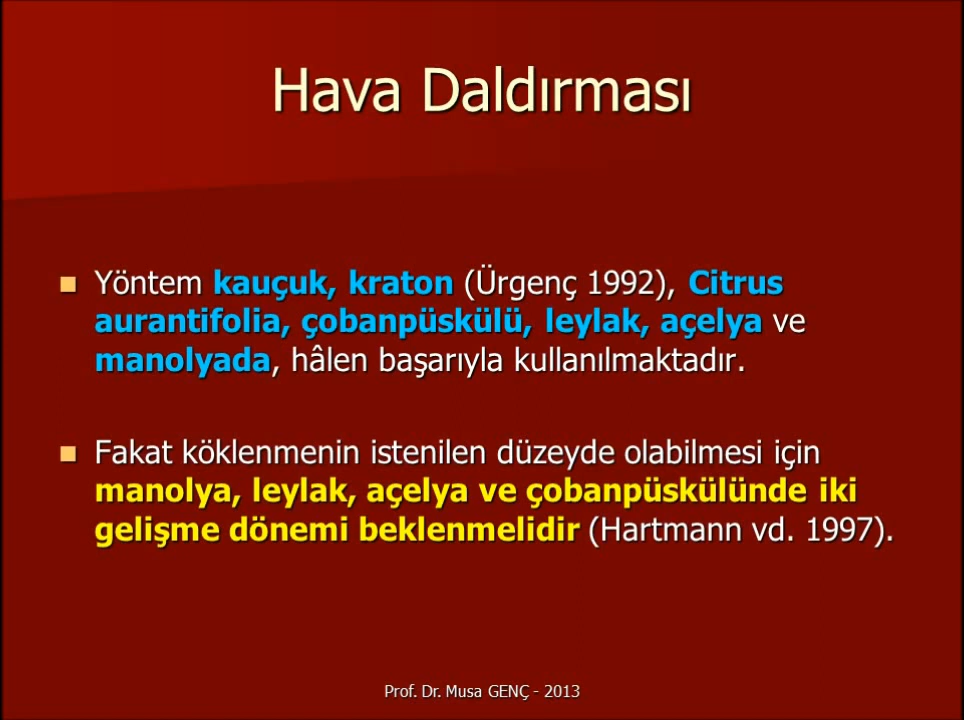 Hava Daldırması
Yöntem kauçuk, kraton (Ürgenç 1992), Citrus
aurantifolia, çobanpüskülü, leylak, açelya ve
manolyada, hâlen başarıyla kullanılmaktadır.
Fakat köklenmenin istenilen düzeyde olabilmesi için
manolya, leylak, açelya ve çobanpüskülünde iki
gelişme dönemi beklenmelidir (Hartmann vd. 1997).
Prof. Dr. Musa GENÇ - 2013